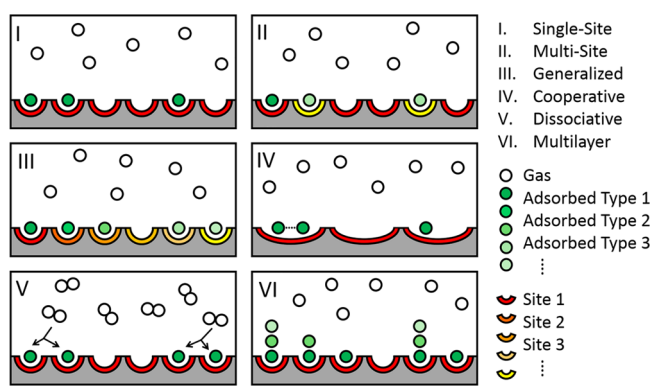 I
II
I. Single-Site
II. Multi-Site
III. Generalized
IV. Cooperative
V. Dissociative
VI. Multilayer
III
IV
Gas
Adsorbed Type 1
Adsorbed Type 2
Adsorbed Type 3
V
VI
Site 1
Site 2
Site 3